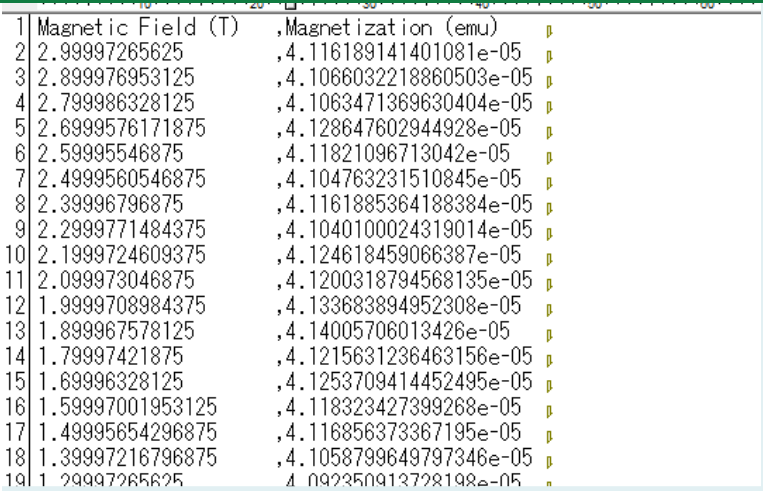 1 Magnetic Field (T) ,Magnetization (emu)
2 2.99997265625 ,4.116189141401081e-05
3 2.899976953125 ,4.1066032218860503e-05
4 2.799986328125 ,4.1063471369630404e-05
5 2.6999576171875 ,4.128647602944928e-05
6 2.59995546875 ,4.11821096713042e-05
7 2.4999560546875 ,4.104763231510845e-05
8 2.39996796875 ,4.1161885364188384e-05
9 2.2999771484375 ,4.1040100024319014e-05
10 2.1999724609375 ,4.124618459066387e-05
11 2.099973046875 ,4.1200318794568135e-05
12 1.9999708984375 ,4.133683894952308e-05
13 1.899967578125 ,4.14005706013426e-05
14 1.79997421875 ,4.1215631236463156e-05
15 1.69996328125 ,4.1253709414452495e-05
16 1.59997001953125 ,4.118323427399268e-05
17 1.49995654296875 ,4.116856373367195e-05
18 1.39997216796875 ,4.1058799649797346e-05
19 1.29997265625 ,4.092350913728198e-05